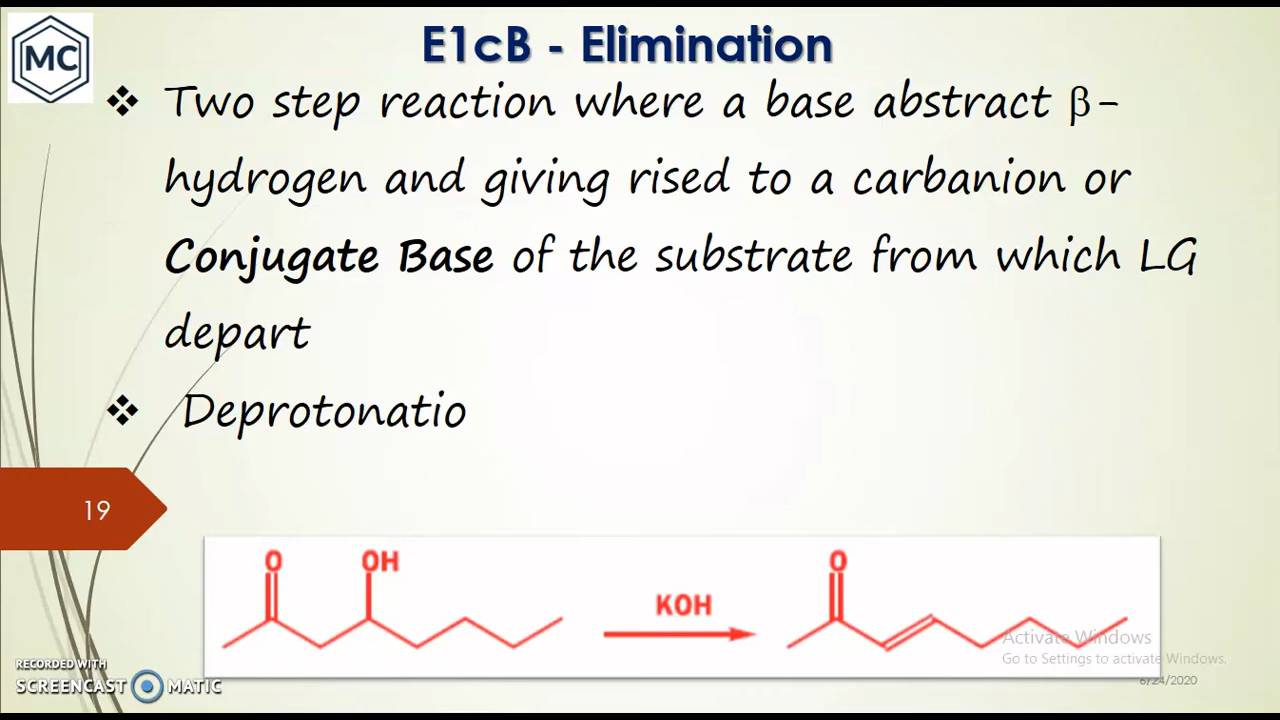 MC
E1cB - Elimination
❖ Two step reaction where a base abstract β-
hydrogen and giving rised to a carbanion or
Conjugate Base of the substrate from which LG
depart
❖ Deprotonatio
19
O OH
KOH
O
Activate Windows
Go to Settings to activate Windows.
6/24/2020
RECORDED WITH
SCREENCAST MATIC